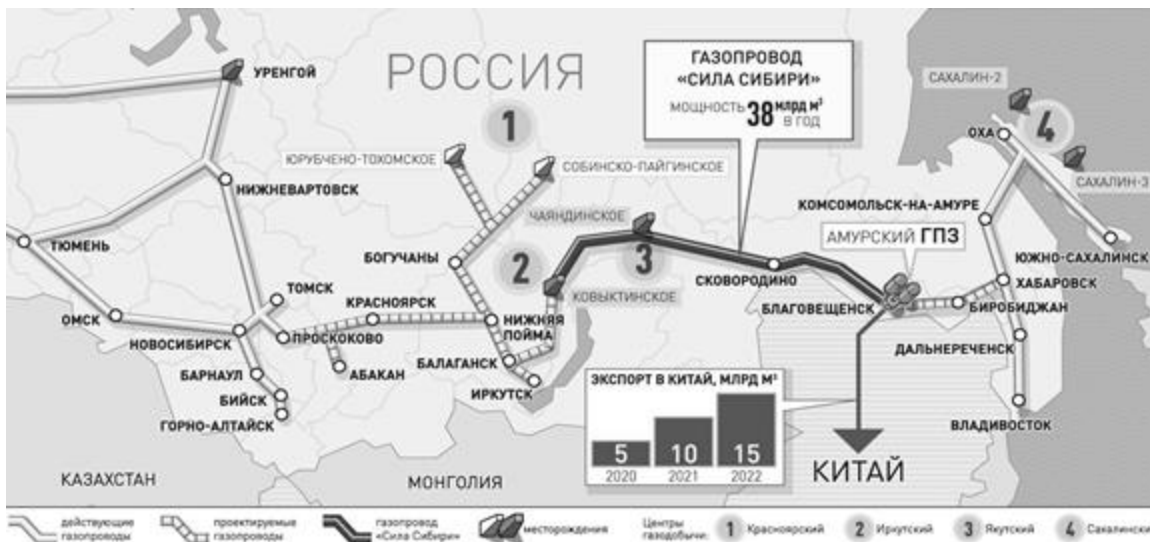 УРЕНГОЙ
РОССИЯ
ГАЗОПРОВОД
«СИЛА СИБИРИ»
МОЩНОСТЬ 38 МЛРД М³
В ГОД
САХАЛИН-2
4
ОХА
САХАЛИН-3
1
ЮРУБЧЕНО-ТОХОМСКОЕ
СОБИНСКО-ПАЙГИНСКОЕ
НИЖНЕВАРТОВСК
ЧАЯНДИНСКОЕ
КОМСОМОЛЬСК-НА-АМУРЕ
АМУРСКИЙ ГПЗ
ТЮМЕНЬ
БОГУЧАНЫ
2
3
СКОВОРОДИНО
ЮЖНО-САХАЛИНСК
ТОМСК
КОВЫКТИНСКОЕ
ХАБАРОВСК
КРАСНОЯРСК
БЛАГОВЕЩЕНСК
БИРОБИДЖАН
ОМСК
НОВОСИБИРСК
ПРОСКОКОВО
НИЖНЯЯ
ПОЙМА
ДАЛЬНЕРЕЧЕНСК
БАРНАУЛ
АБАКАН
БАЛАГАНСК
БИЙСК
ИРКУТСК
ГОРНО-АЛТАЙСК
ВЛАДИВОСТОК
ЭКСПОРТ В КИТАЙ, МЛРД М³
5
10
15
2020
2021
2022
КИТАЙ
КАЗАХСТАН
МОНГОЛИЯ
действующие
газопроводы
проектируемые
газопроводы
газопровод
«Сила Сибири»
месторождения
Центры
газодобычи:
1 Красноярский
2 Иркутский
3 Якутский
4 Сахалински